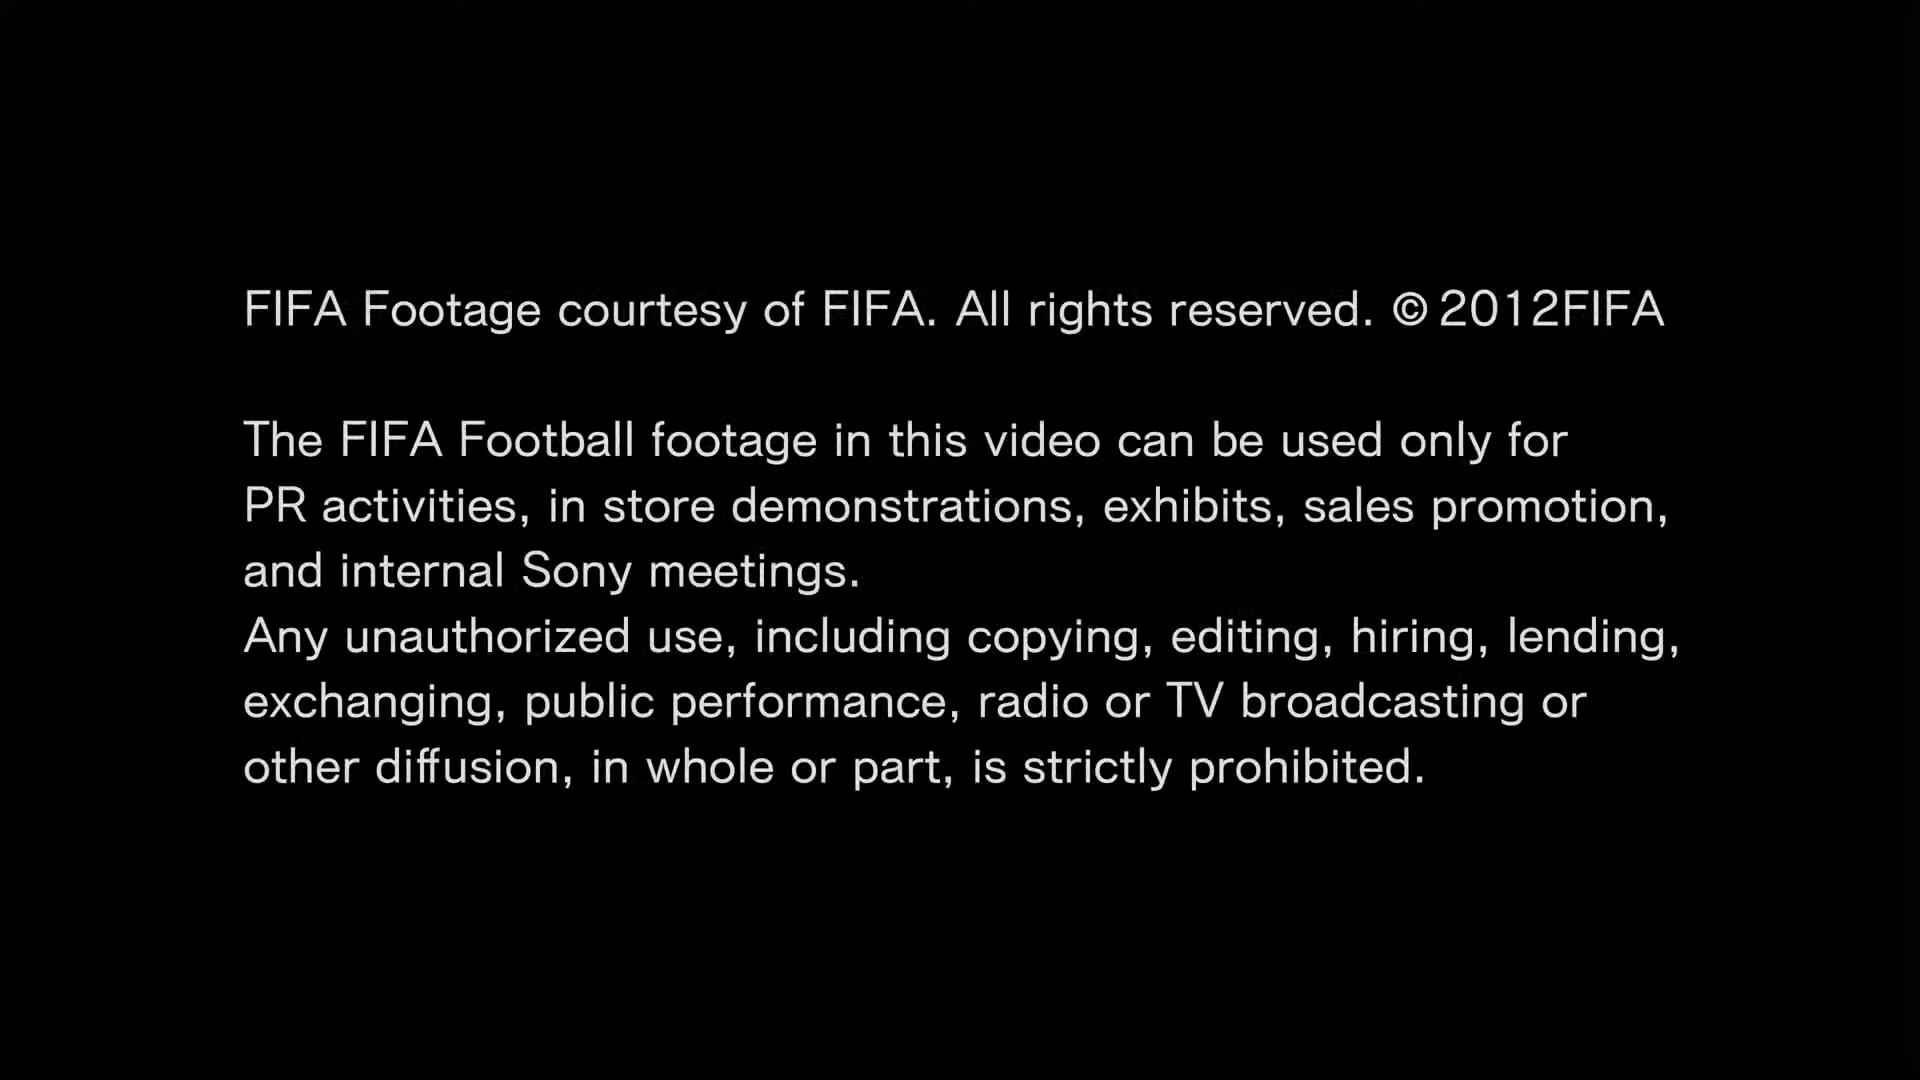 FIFA Footage courtesy of FIFA. All rights reserved. © 2012FIFA
The FIFA Football footage in this video can be used only for
PR activities, in store demonstrations, exhibits, sales promotion,
and internal Sony meetings.
Any unauthorized use, including copying, editing, hiring, lending,
exchanging, public performance, radio or TV broadcasting or
other diffusion, in whole or part, is strictly prohibited.